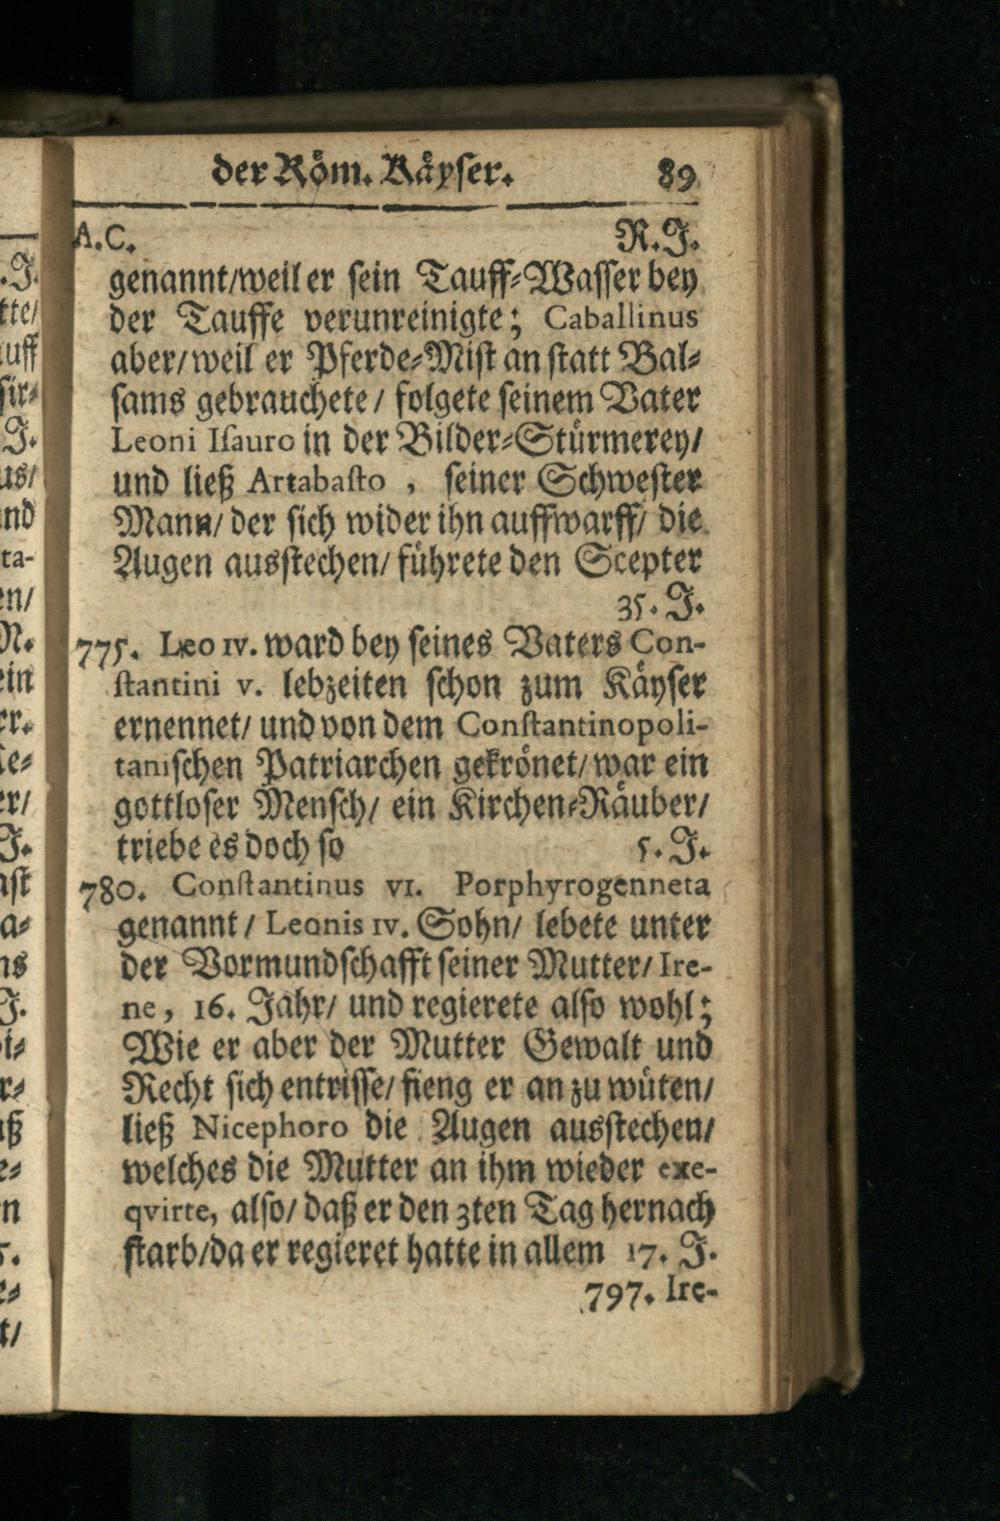 der Röm. Käyser. 89
A.C. R.J.
genannt/weil er sein Tauff-Wasser bey
der Tauffe verunreinigte; Caballinus
aber/weil er Pferde-Mist an statt Bal-
sams gebrauchete/ folgete seinem Vater
Leoni Isauro in der Bilder-Stürmerey/
und ließ Artabasto, seiner Schwester
Mann/ der sich wider ihn auffwarff/ die
Augen ausstechen/ führete den Scepter
35. J.
775. Leo IV. ward bey seines Vaters Con-
stantini V. lebzeiten schon zum Käyser
ernennet/ und von dem Constantinopoli-
tanischen Patriarchen gekrönet/ war ein
gottloser Mensch/ ein Kirchen-Räuber/
triebe es doch so 5. J.
780. Constantinus VI. Porphyrogenneta
genannt/ Leonis IV. Sohn/ lebete unter
der Vormundschafft seiner Mutter/ Ire-
ne, 16. Jahr/ und regierete also wohl;
Wie er aber der Mutter Gewalt und
Recht sich entrisse/ fieng er an zu wüten/
ließ Nicephoro die Augen ausstechen/
welches die Mutter an ihm wieder exe-
qvirte, also/ daß er den 3ten Tag hernach
starb/da er regieret hatte in allem 17. J.
797. Ire-